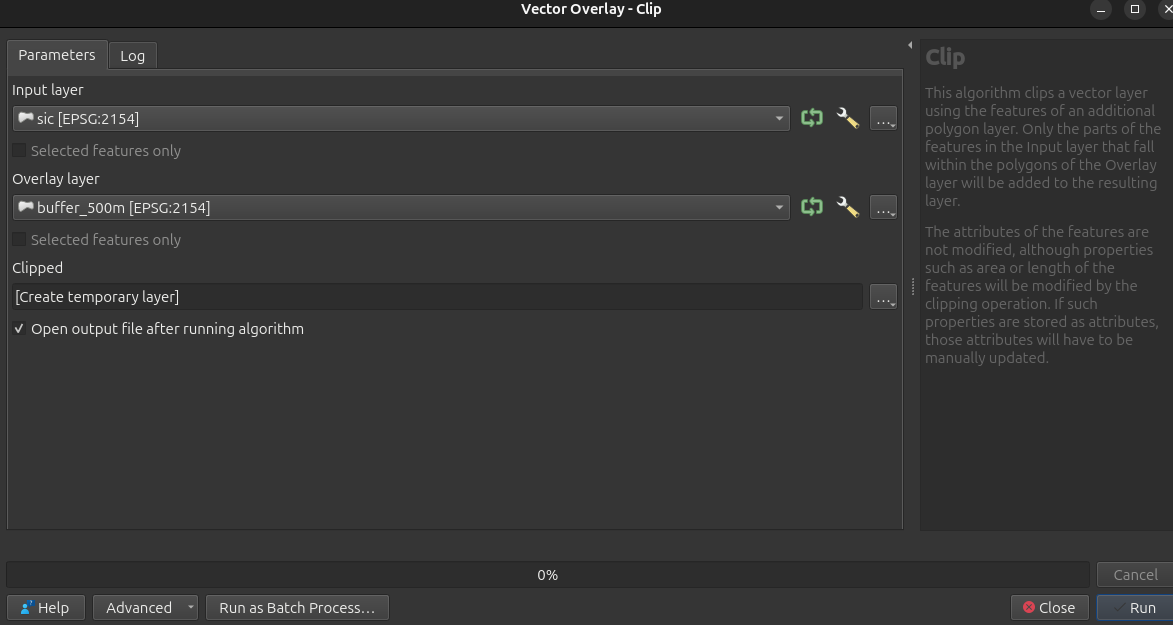 Vector Overlay - Clip
Parameters
Log
Input layer
sic [EPSG:2154]
...
Selected features only
Overlay layer
buffer_500m [EPSG:2154]
...
Selected features only
Clipped
[Create temporary layer]
...
✓ Open output file after running algorithm
Clip
This algorithm clips a vector layer
using the features of an additional
polygon layer. Only the parts of the
features in the Input layer that fall
within the polygons of the Overlay
layer will be added to the resulting
layer.
The attributes of the features are
not modified, although properties
such as area or length of the
features will be modified by the
clipping operation. If such
properties are stored as attributes,
those attributes will have to be
manually updated.
0%
Cancel
Help
Advanced
Run as Batch Process...
Close
Run